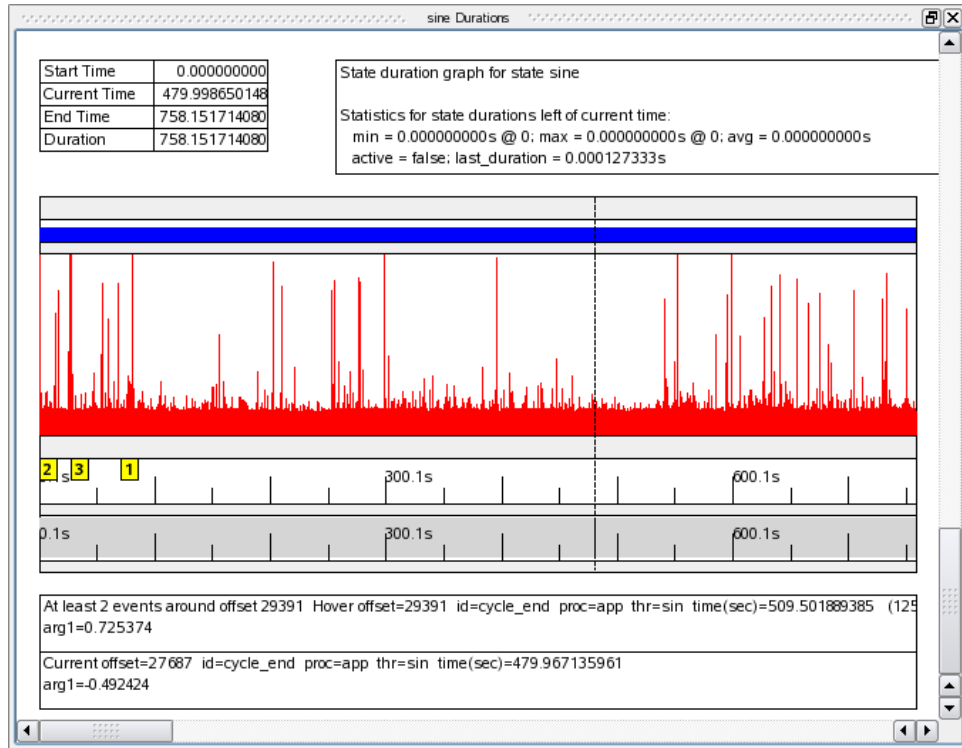 sine Durations
Start Time 0.000000000
Current Time 479.998650148
End Time 758.151714080
Duration 758.151714080
State duration graph for state sine
Statistics for state durations left of current time:
min = 0.000000000s @ 0; max = 0.000000000s @ 0; avg = 0.000000000s
active = false; last_duration = 0.000127333s
2 s 3 1 300.1s 600.1s
0.1s 300.1s 600.1s
At least 2 events around offset 29391 Hover offset=29391 id=cycle_end proc=app thr=sin time(sec)=509.501889385 (125
arg1=0.725374
Current offset=27687 id=cycle_end proc=app thr=sin time(sec)=479.967135961
arg1=-0.492424